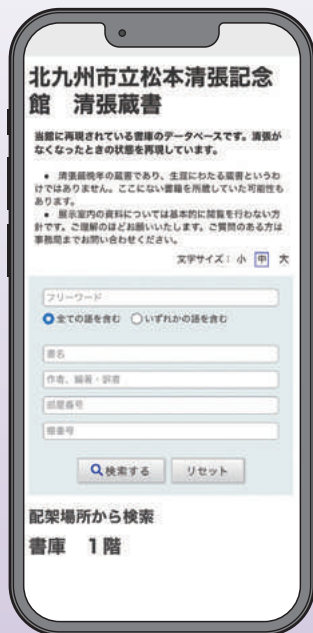 北九州市立松本清張記念
館　清張蔵書
当館に再現されている書庫のデータベースです。清張が
なくなったときの状態を再現しています。
•　清張最晩年の蔵書であり、生涯にわたる蔵書というわ
けではありません。ここにない書籍を所蔵していた可能性も
あります。
•　展示室内の資料については基本的に閲覧を行わない方
針です。ご理解のほどお願いいたします。ご質問のある方は
事務局までお問い合わせください。
文字サイズ： 小 中 大
フリーワード
全ての語を含む いずれかの語を含む
書名
作者、編著・訳者
部屋番号
棚番号
検索する リセット
配架場所から検索
書庫　１階